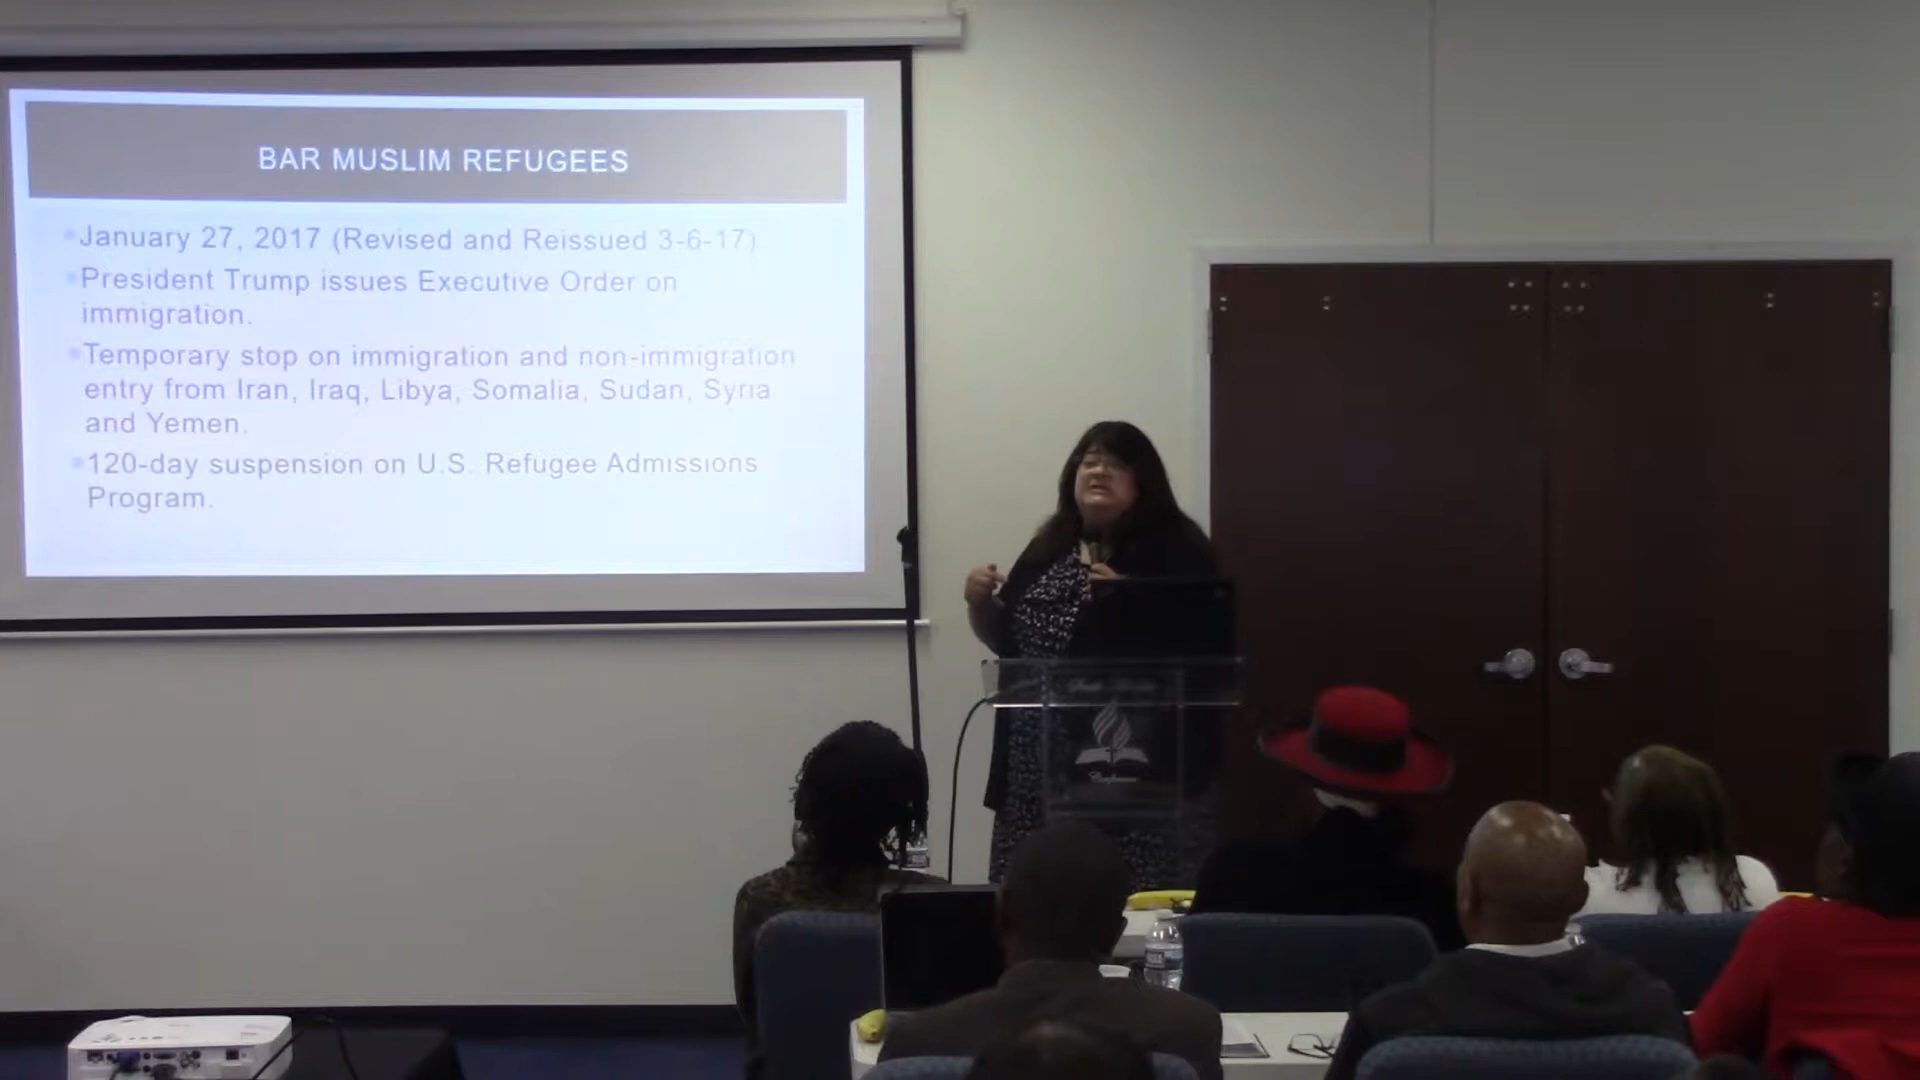 BAR MUSLIM REFUGEES
January 27, 2017 (Revised and Reissued 3-6-17)
President Trump issues Executive Order on
immigration.
Temporary stop on immigration and non-immigration
entry from Iran, Iraq, Libya, Somalia, Sudan, Syria
and Yemen.
120-day suspension on U.S. Refugee Admissions
Program.
Conference